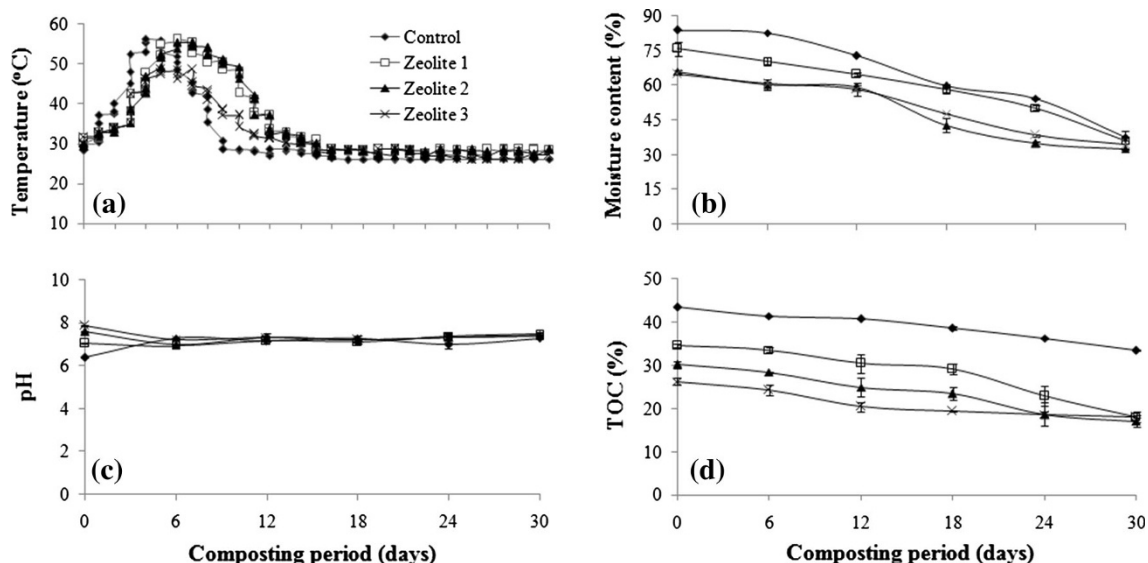 Temperature (°C)
60
50
40
30
20
10
Control
Zeolite 1
Zeolite 2
Zeolite 3
(a)
Moisture content (%)
90
75
60
45
30
15
0
(b)
pH
10
8
6
4
2
0
(c)
0 6 12 18 24 30
Composting period (days)
TOC (%)
50
40
30
20
10
0
(d)
0 6 12 18 24 30
Composting period (days)